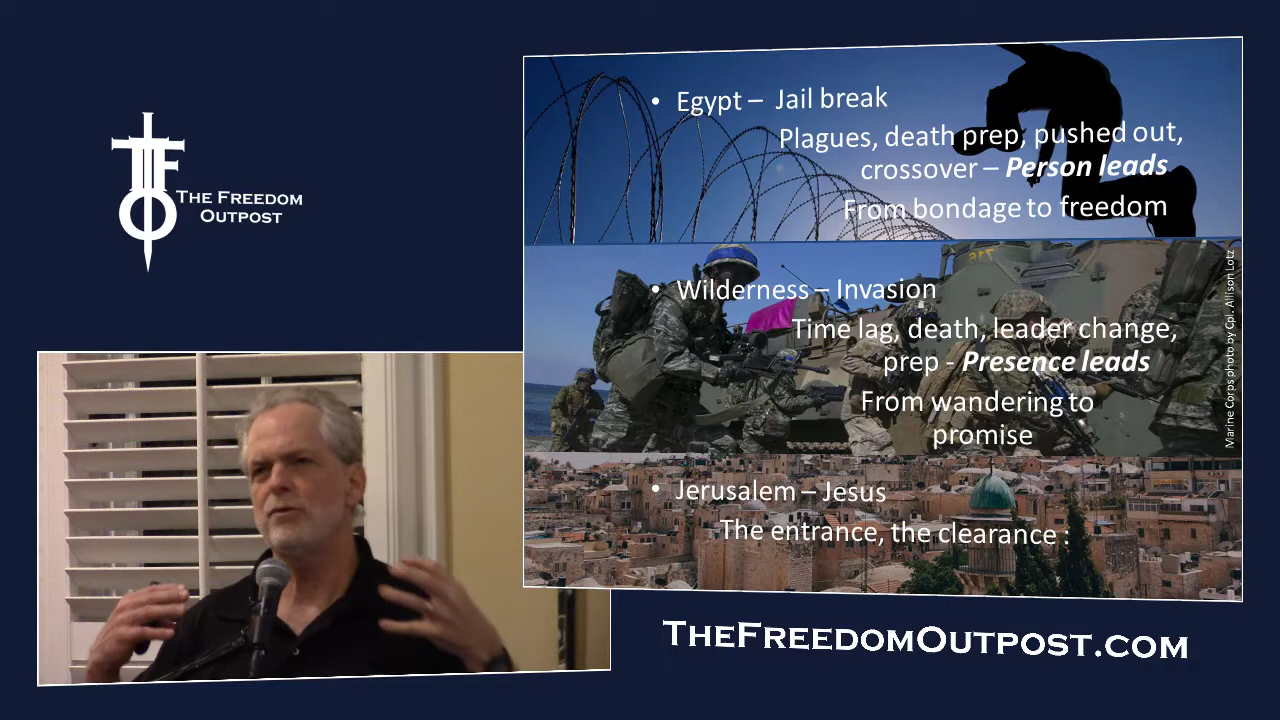 TFO
THE FREEDOM
OUTPOST
• Egypt – Jail break
Plagues, death prep, pushed out,
crossover – Person leads
From bondage to freedom
716
• Wilderness – Invasion
Time lag, death, leader change,
prep - Presence leads
From wandering to
promise
Marine Corps photo by Cpl. Allison Lotz
• Jerusalem – Jesus
The entrance, the clearance :
THEFREEDOMOUTPOST.COM